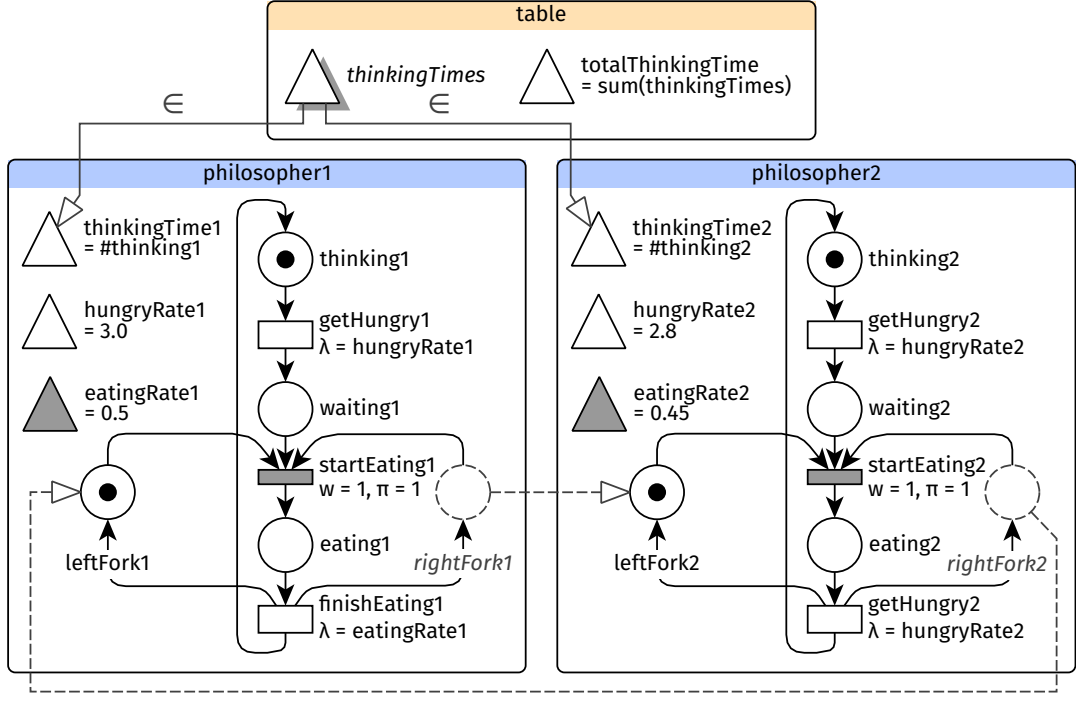 table
thinkingTimes
totalThinkingTime
= sum(thinkingTimes)
∈
∈
philosopher1
thinkingTime1
= #thinking1
thinking1
hungryRate1
= 3.0
getHungry1
λ = hungryRate1
eatingRate1
= 0.5
waiting1
startEating1
w = 1, π = 1
eating1
leftFork1
rightFork1
finishEating1
λ = eatingRate1
philosopher2
thinkingTime2
= #thinking2
thinking2
hungryRate2
= 2.8
getHungry2
λ = hungryRate2
eatingRate2
= 0.45
waiting2
startEating2
w = 1, π = 1
eating2
leftFork2
rightFork2
getHungry2
λ = hungryRate2